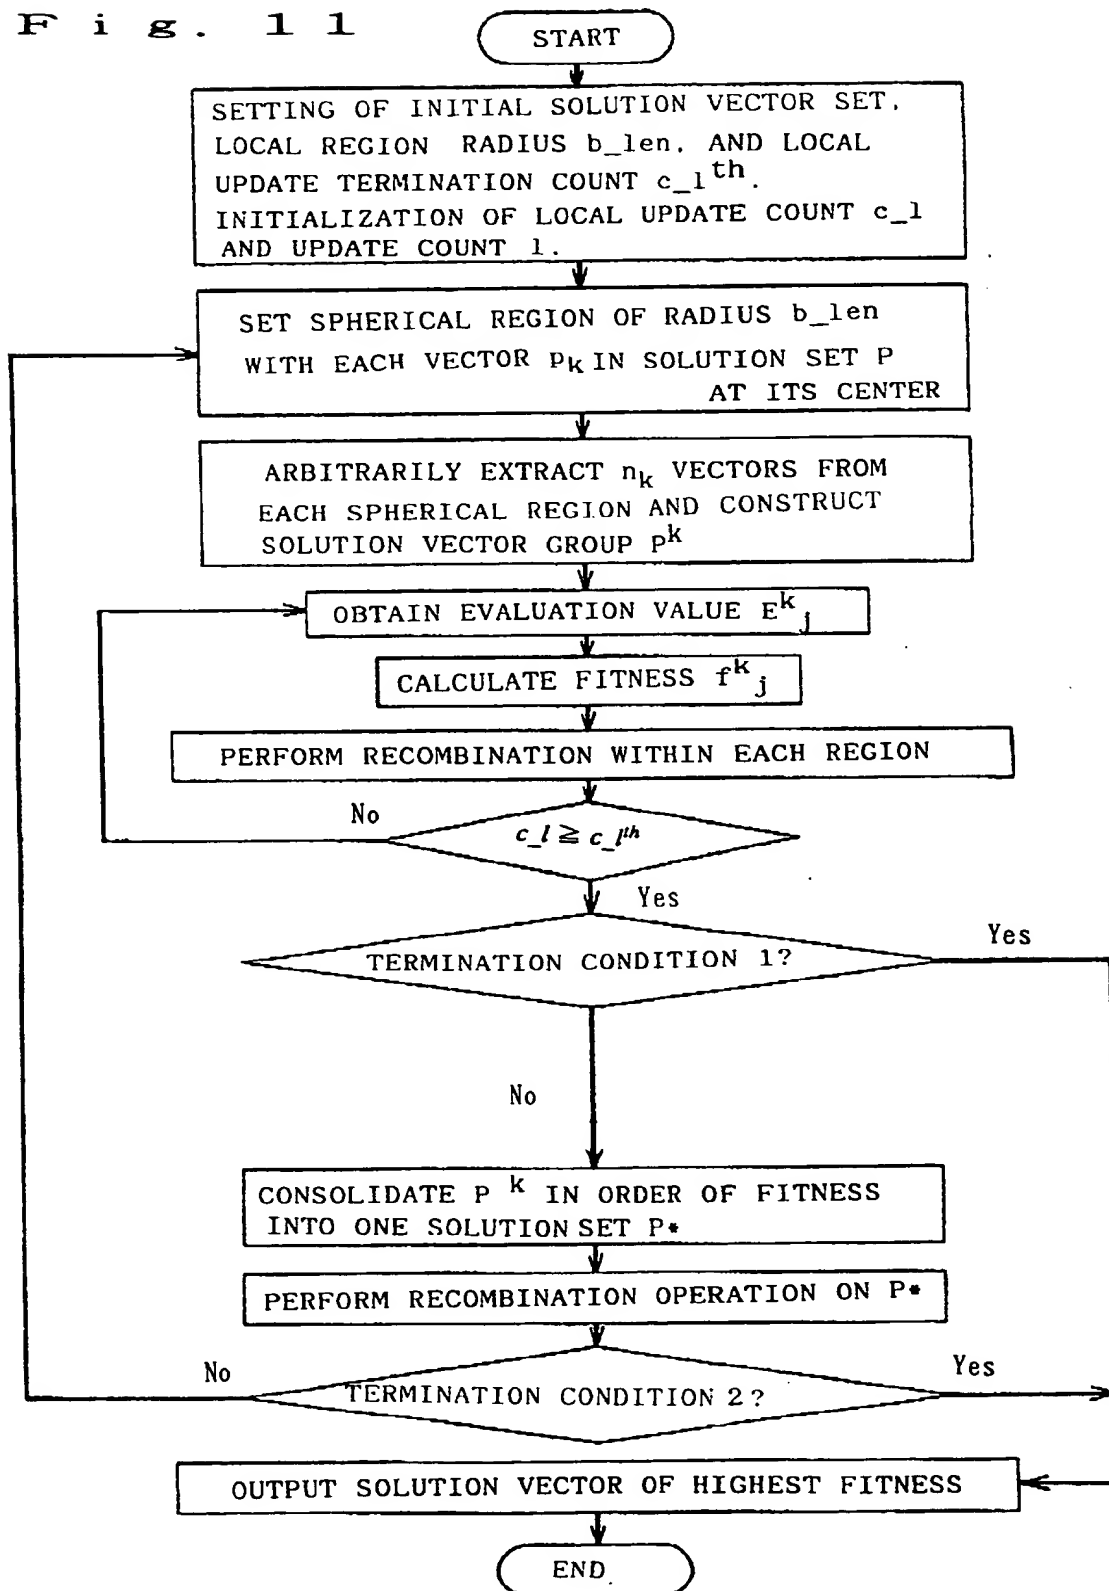 Fig. 11
START
SETTING OF INITIAL SOLUTION VECTOR SET,
LOCAL REGION RADIUS b_len, AND LOCAL
UPDATE TERMINATION COUNT c_l^th.
INITIALIZATION OF LOCAL UPDATE COUNT c_l
AND UPDATE COUNT l.
SET SPHERICAL REGION OF RADIUS b_len
WITH EACH VECTOR p_k IN SOLUTION SET P
AT ITS CENTER
ARBITRARILY EXTRACT n_k VECTORS FROM
EACH SPHERICAL REGION AND CONSTRUCT
SOLUTION VECTOR GROUP P^k
OBTAIN EVALUATION VALUE E^k_j
CALCULATE FITNESS f^k_j
PERFORM RECOMBINATION WITHIN EACH REGION
No
c_l ≧ c_l^th
Yes
TERMINATION CONDITION 1?
Yes
No
CONSOLIDATE P^k IN ORDER OF FITNESS
INTO ONE SOLUTION SET P*
PERFORM RECOMBINATION OPERATION ON P*
No
TERMINATION CONDITION 2?
Yes
OUTPUT SOLUTION VECTOR OF HIGHEST FITNESS
END